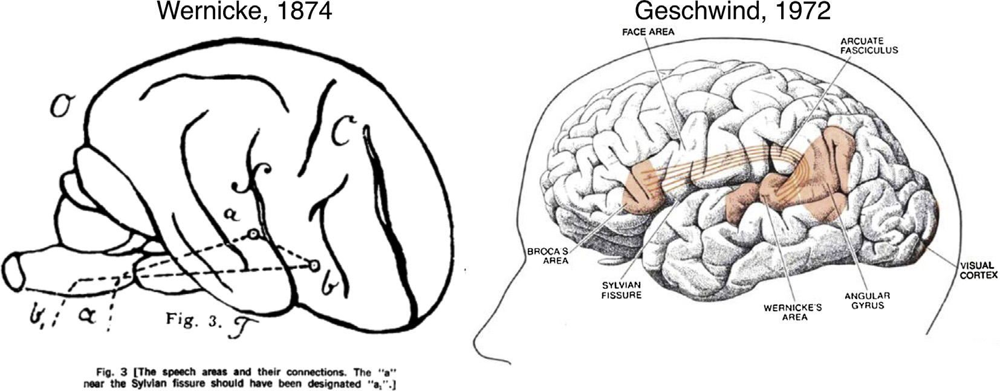 Wernicke, 1874
O
C
S
a
b
b,
a
Fig. 3.
T
Fig. 3 [The speech areas and their connections. The "a"
near the Sylvian fissure should have been designated "a₁".]
Geschwind, 1972
FACE AREA
ARCUATE
FASCICULUS
BROCA'S
AREA
SYLVIAN
FISSURE
WERNICKE'S
AREA
ANGULAR
GYRUS
VISUAL
CORTEX